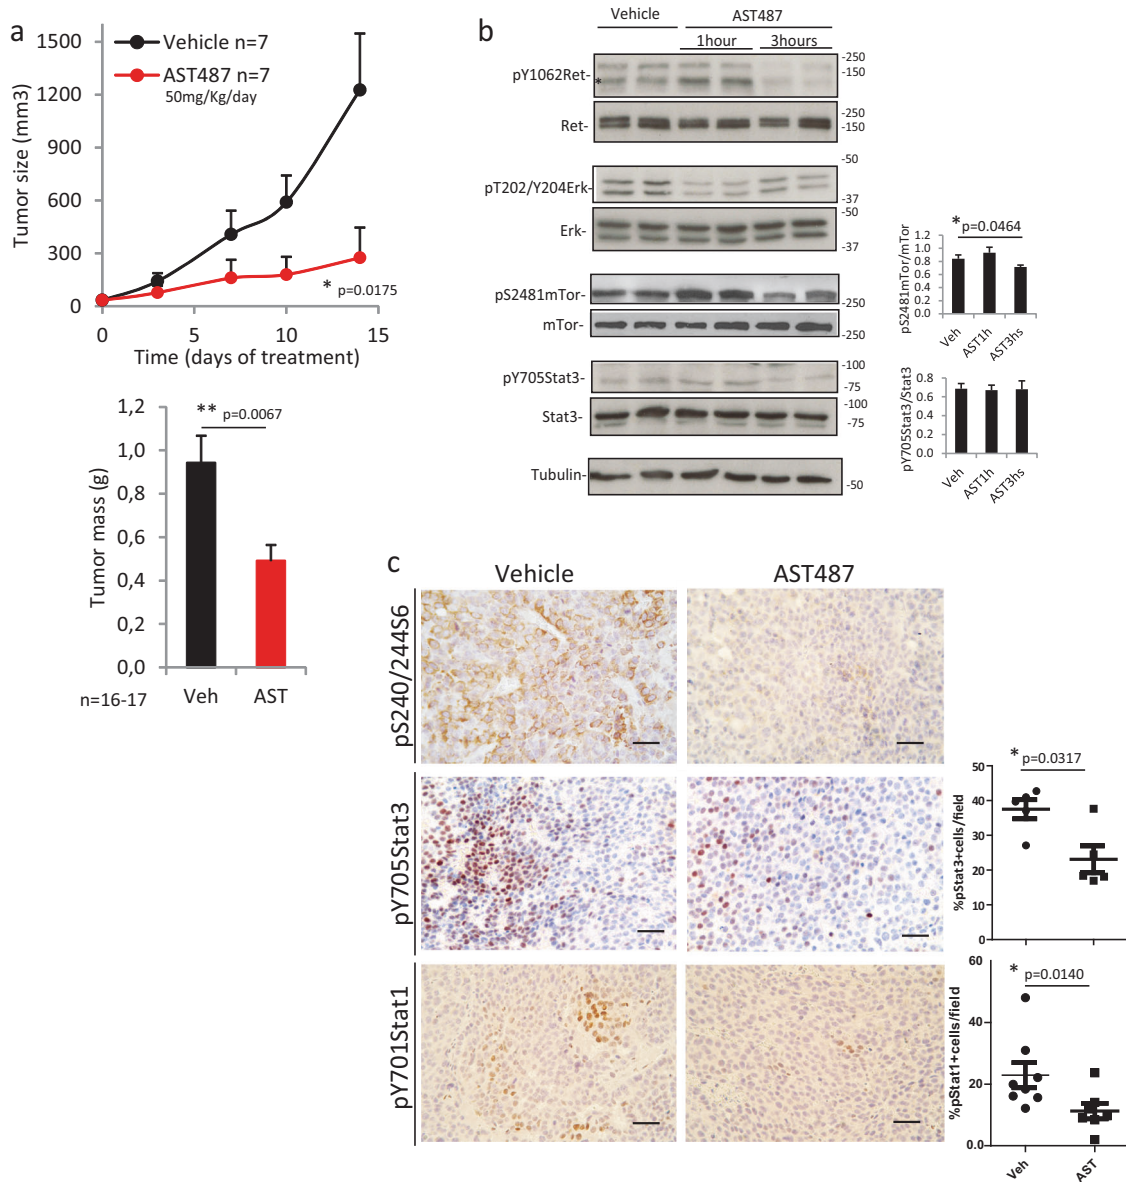 a
1500
1200
900
600
300
0
Tumor size (mm3)
Vehicle n=7
AST487 n=7
50mg/Kg/day
* p=0.0175
0 5 10 15
Time (days of treatment)
1,2
1,0
0,8
0,6
0,4
0,2
0,0
Tumor mass (g)
** p=0.0067
n=16-17 Veh AST
b
Vehicle AST487
1hour 3hours
pY1062Ret-
*
-250
-150
Ret-
-250
-150
-50
pT202/Y204Erk-
-37
-50
Erk-
-37
pS2481mTor-
-250
mTor-
-250
pY705Stat3-
-100
-75
Stat3-
-100
-75
Tubulin-
-50
* p=0.0464
pS2481mTor/mTor
1.2
1.0
0.8
0.6
0.4
0.2
0.0
Veh AST1h AST3hs
pY705Stat3/Stat3
0.8
0.6
0.4
0.2
0.0
Veh AST1h AST3hs
c
Vehicle AST487
pS240/244S6
pY705Stat3
pY701Stat1
* p=0.0317
%pStat3+cells/field
50
40
30
20
10
0
* p=0.0140
%pStat1+cells/field
60
40
20
0.0
Veh AST